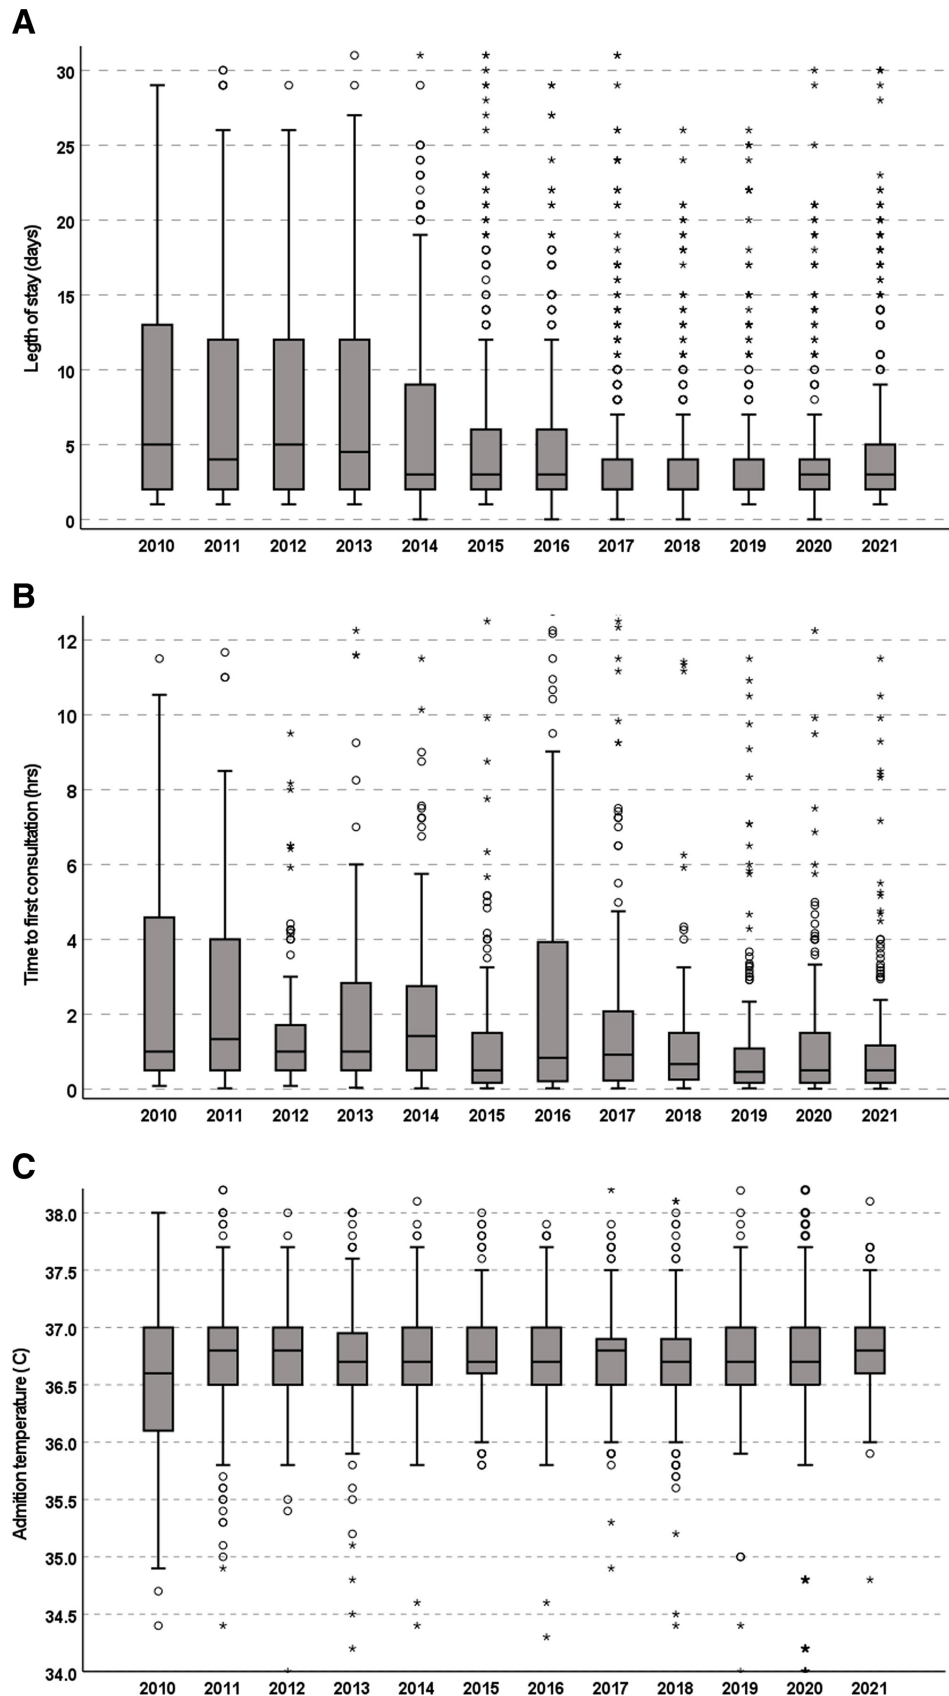 A
Legth of stay (days)
30
25
20
15
10
5
0
2010 2011 2012 2013 2014 2015 2016 2017 2018 2019 2020 2021
B
Time to first consultation (hrs)
12
10
8
6
4
2
0
2010 2011 2012 2013 2014 2015 2016 2017 2018 2019 2020 2021
C
Admition temperature ( C)
38.0
37.5
37.0
36.5
36.0
35.5
35.0
34.5
34.0
2010 2011 2012 2013 2014 2015 2016 2017 2018 2019 2020 2021